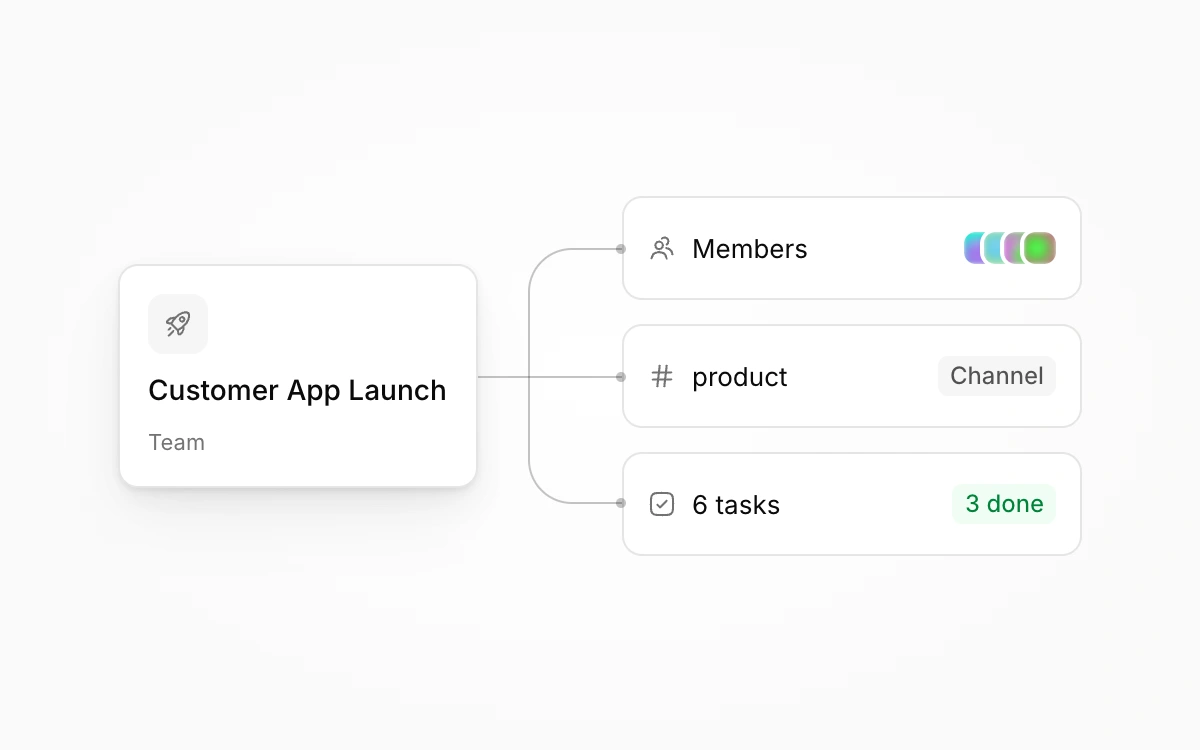 Customer App Launch
Team
Members
# product
Channel
6 tasks
3 done